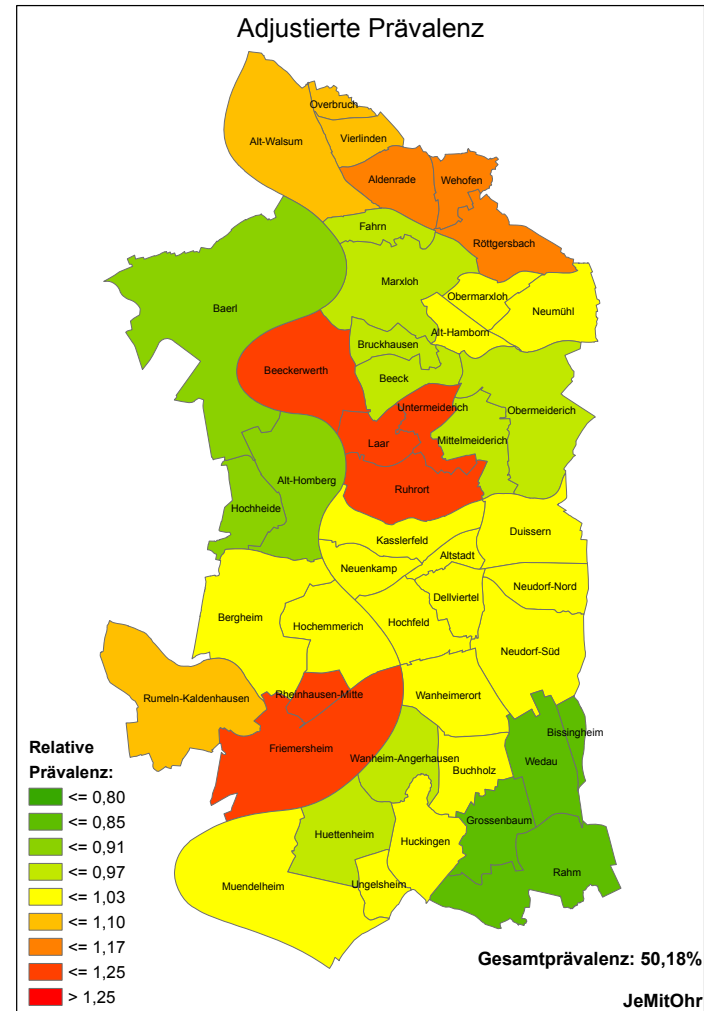 Adjustierte Prävalenz
Overbruch
Alt-Walsum
Vierlinden
Aldenrade
Wehofen
Fahrn
Röttgersbach
Marxloh
Obermarxloh
Baerl
Neumühl
Alt-Hamborn
Bruckhausen
Beeckerwerth
Beeck
Untermeiderich
Obermeiderich
Laar
Mittelmeiderich
Alt-Homberg
Ruhrort
Hochheide
Duissern
Kasslerfeld
Altstadt
Neuenkamp
Neudorf-Nord
Dellviertel
Bergheim
Hochemmerich
Hochfeld
Neudorf-Süd
Rheinhausen-Mitte
Rumeln-Kaldenhausen
Wanheimerort
Bissingheim
Friemersheim
Wanheim-Angerhausen
Wedau
Buchholz
Grossenbaum
Huettenheim
Huckingen
Rahm
Muendelheim
Ungelsheim
Relative
Prävalenz:
<= 0,80
<= 0,85
<= 0,91
<= 0,97
<= 1,03
<= 1,10
<= 1,17
<= 1,25
> 1,25
Gesamtprävalenz: 50,18%
JeMitOhr